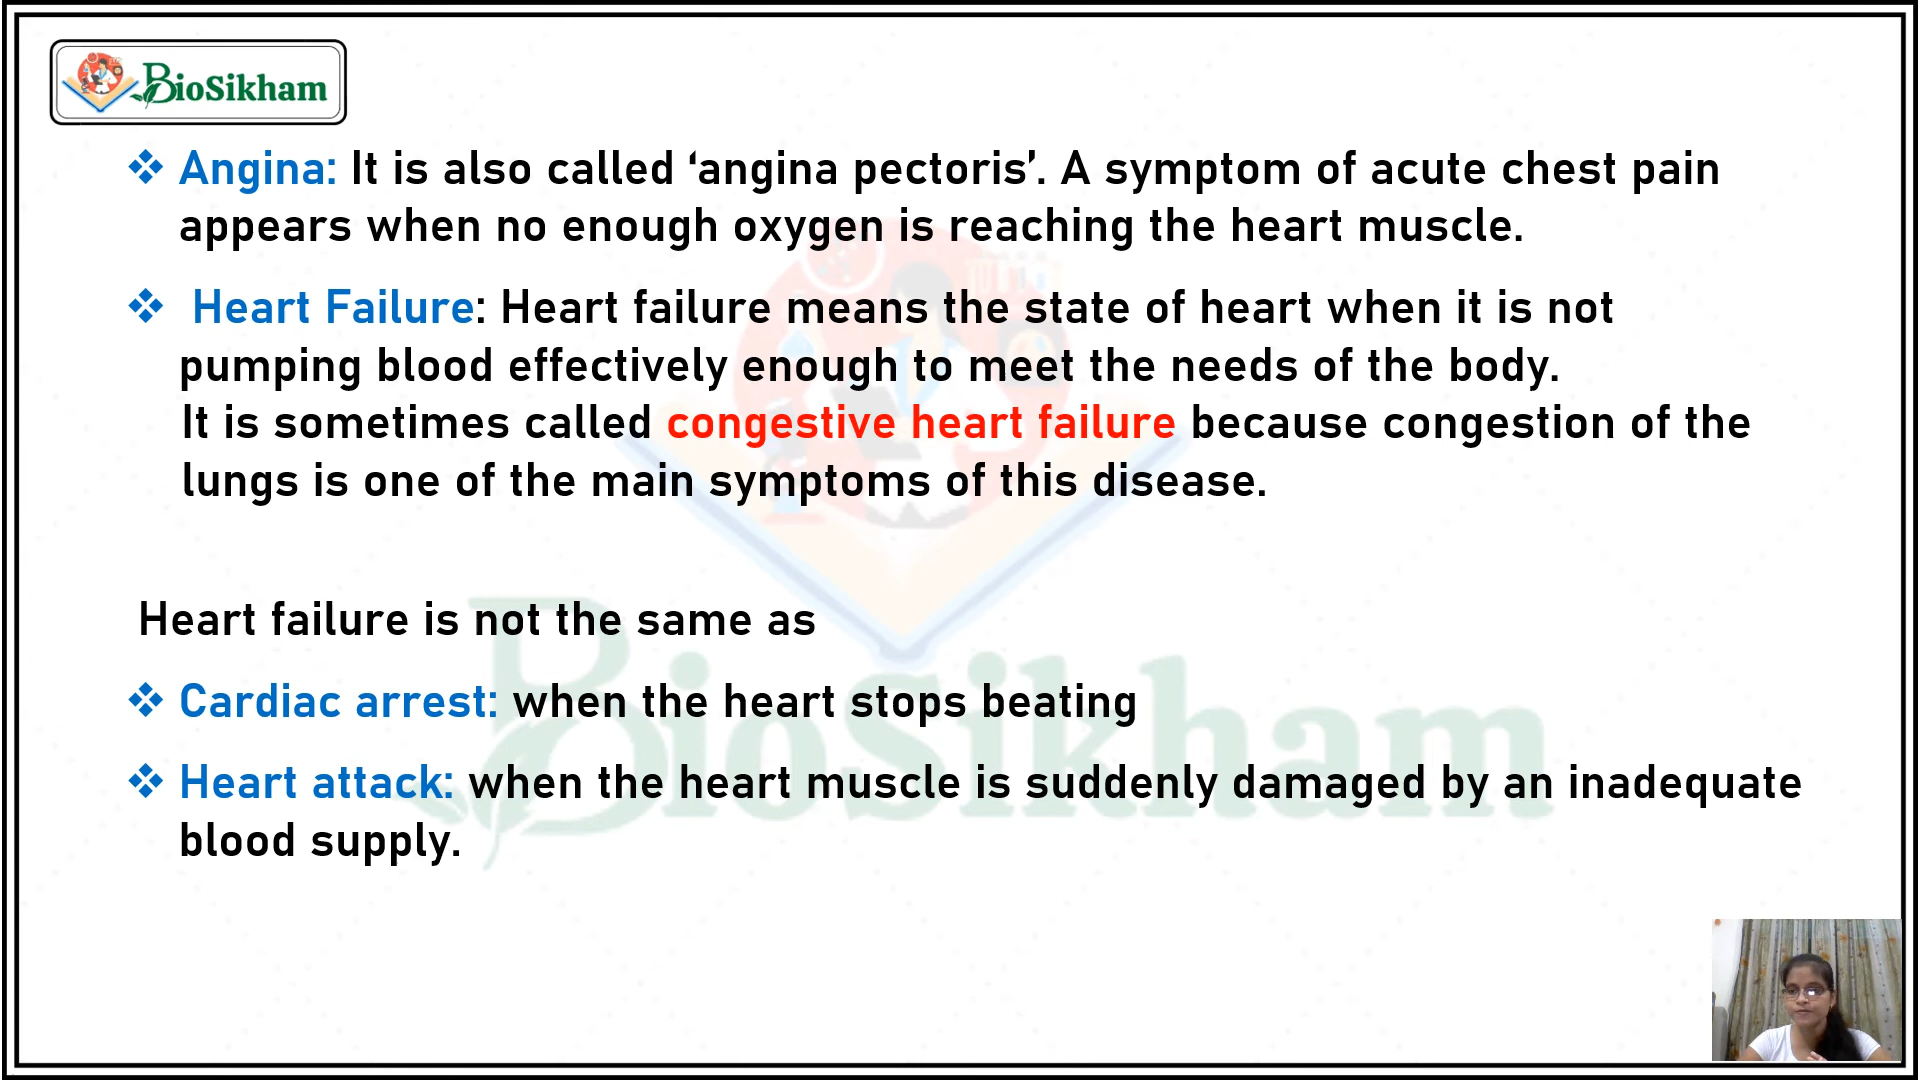 BioSikham
❖ Angina: It is also called ‘angina pectoris’. A symptom of acute chest pain
appears when no enough oxygen is reaching the heart muscle.
❖ Heart Failure: Heart failure means the state of heart when it is not
pumping blood effectively enough to meet the needs of the body.
It is sometimes called congestive heart failure because congestion of the
lungs is one of the main symptoms of this disease.
Heart failure is not the same as
❖ Cardiac arrest: when the heart stops beating
❖ Heart attack: when the heart muscle is suddenly damaged by an inadequate
blood supply.
BioSikham